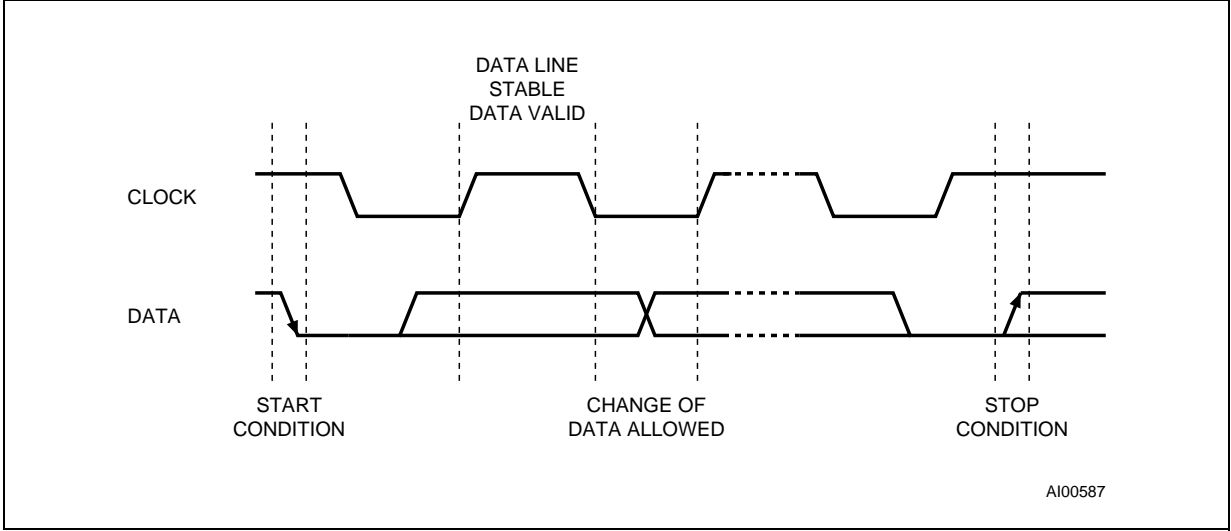 DATA LINE
STABLE
DATA VALID
CLOCK
DATA
START
CONDITION
CHANGE OF
DATA ALLOWED
STOP
CONDITION
AI00587